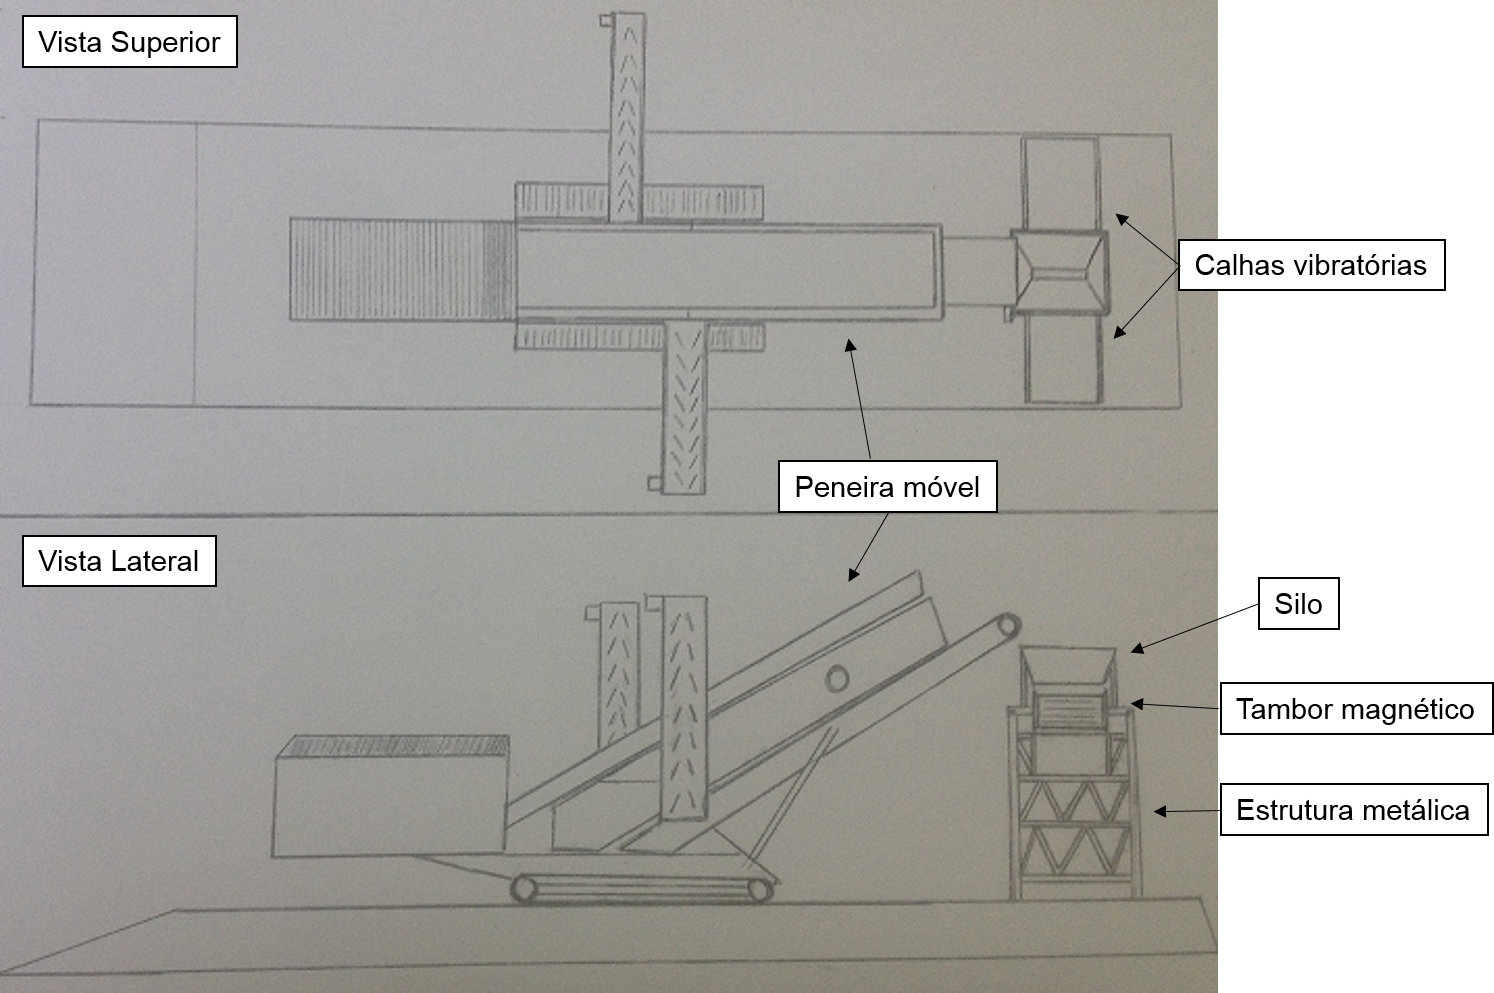 Vista Superior
Calhas vibratórias
Peneira móvel
Vista Lateral
Silo
Tambor magnético
Estrutura metálica